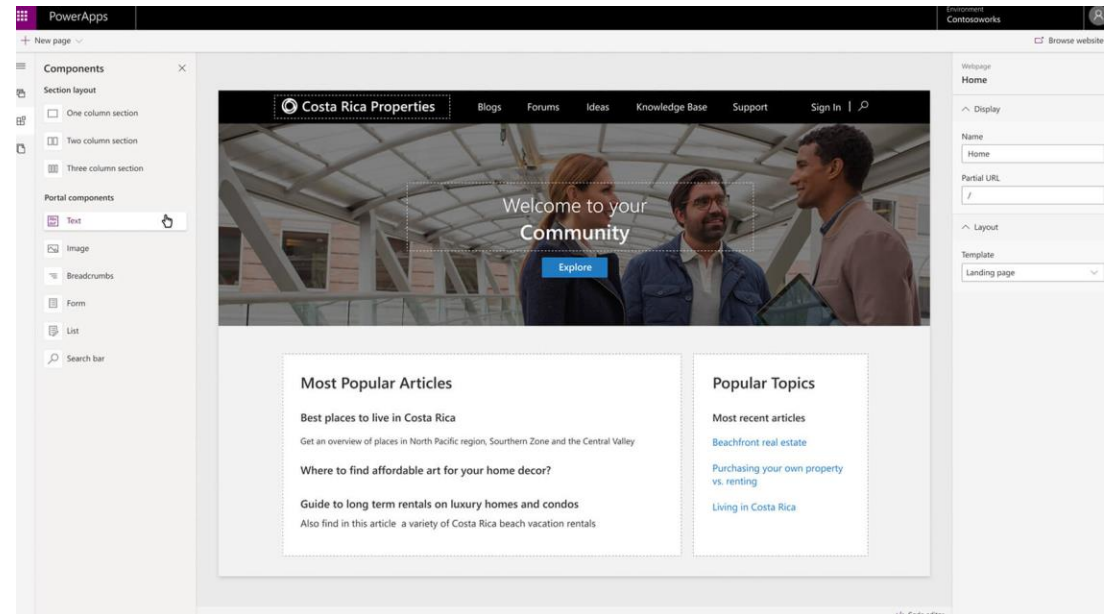 PowerApps
Environment
Contosoworks
New page
Browse website
Components
Section layout
One column section
Two column section
Three column section
Portal components
Text
Image
Breadcrumbs
Form
List
Search bar
Costa Rica Properties Blogs Forums Ideas Knowledge Base Support Sign In |
Welcome to your
Community
Explore
Most Popular Articles
Best places to live in Costa Rica
Get an overview of places in North Pacific region, Sourthern Zone and the Central Valley
Where to find affordable art for your home decor?
Guide to long term rentals on luxury homes and condos
Also find in this article a variety of Costa Rica beach vacation rentals
Popular Topics
Most recent articles
Beachfront real estate
Purchasing your own property
vs. renting
Living in Costa Rica
Webpage
Home
Display
Name
Home
Partial URL
/
Layout
Template
Landing page